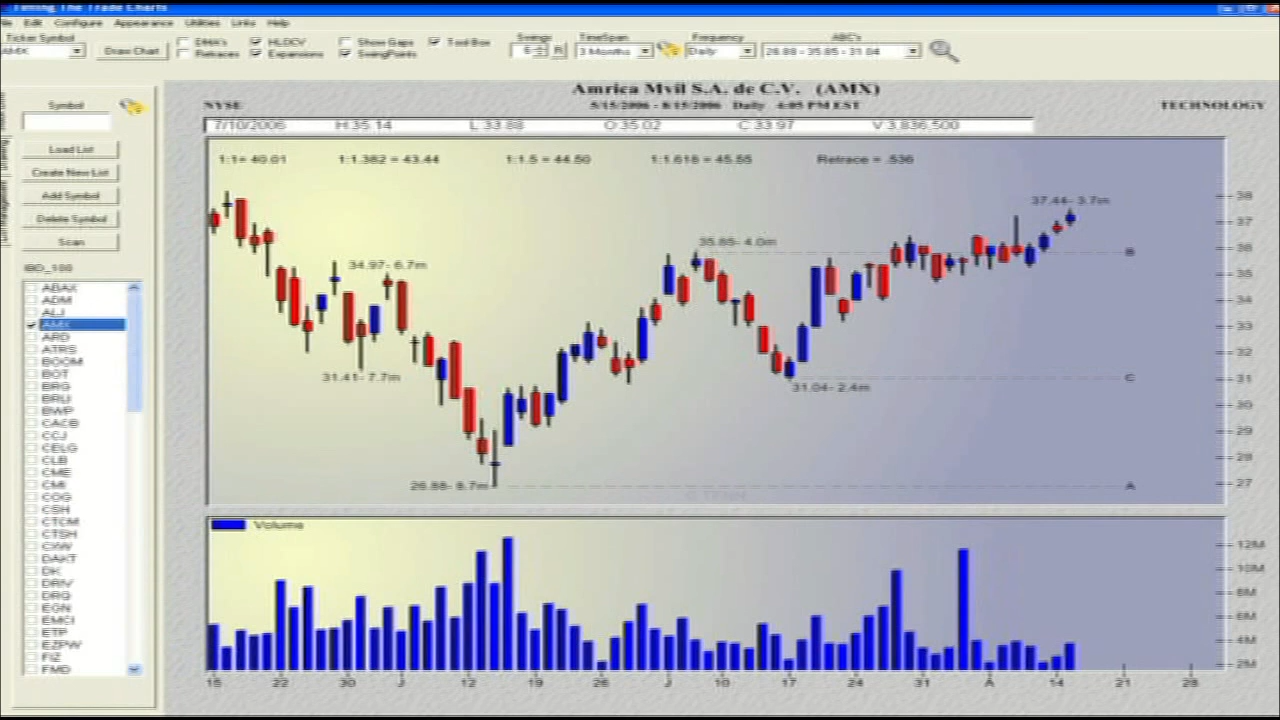 Timing The Trade Charts
Edit Configure Appearance Utilities Links Help
Ticker Symbol
AMX
Draw Chart
DMA's
Retraces
HLOCV
Expansions
Show Gaps
SwingPoints
Tool Box
Swings
R
TimeSpan
3 Months
Frequency
Daily
ABC's
26.88 - 35.85 - 31.04
Symbol
Load List
Create New List
Add Symbol
Delete Symbol
Scan
IBD_100
ABAX
ADM
ALJ
AMX
ARD
ATRS
BOOM
BOT
BRG
BRLI
BWP
CACB
CCJ
CELG
CLB
CME
CMI
COG
CSH
CTCM
CTSH
CXW
DAKT
DK
DRIV
DRQ
EGN
EMCI
ETP
EZPW
FIZ
FMD
Amrica Mvil S.A. de C.V. (AMX)
NYSE
5/15/2006 - 8/15/2006 Daily 4:05 PM EST
TECHNOLOGY
7/10/2006 H:35.14 L:33.88 O:35.02 C:33.97 V:3,836,500
1:1= 40.01 1:1.382 = 43.44 1:1.5 = 44.50 1:1.618 = 45.55 Retrace = .536
37.44- 3.7m
35.85- 4.0m
34.97- 6.7m
31.41- 7.7m
31.04- 2.4m
26.88- 8.7m
B
C
A
38
37
36
35
34
33
32
31
30
29
28
27
Volume
12M
10M
8M
6M
4M
2M
15 22 30 J 12 19 26 J 10 17 24 31 A 14 21 28